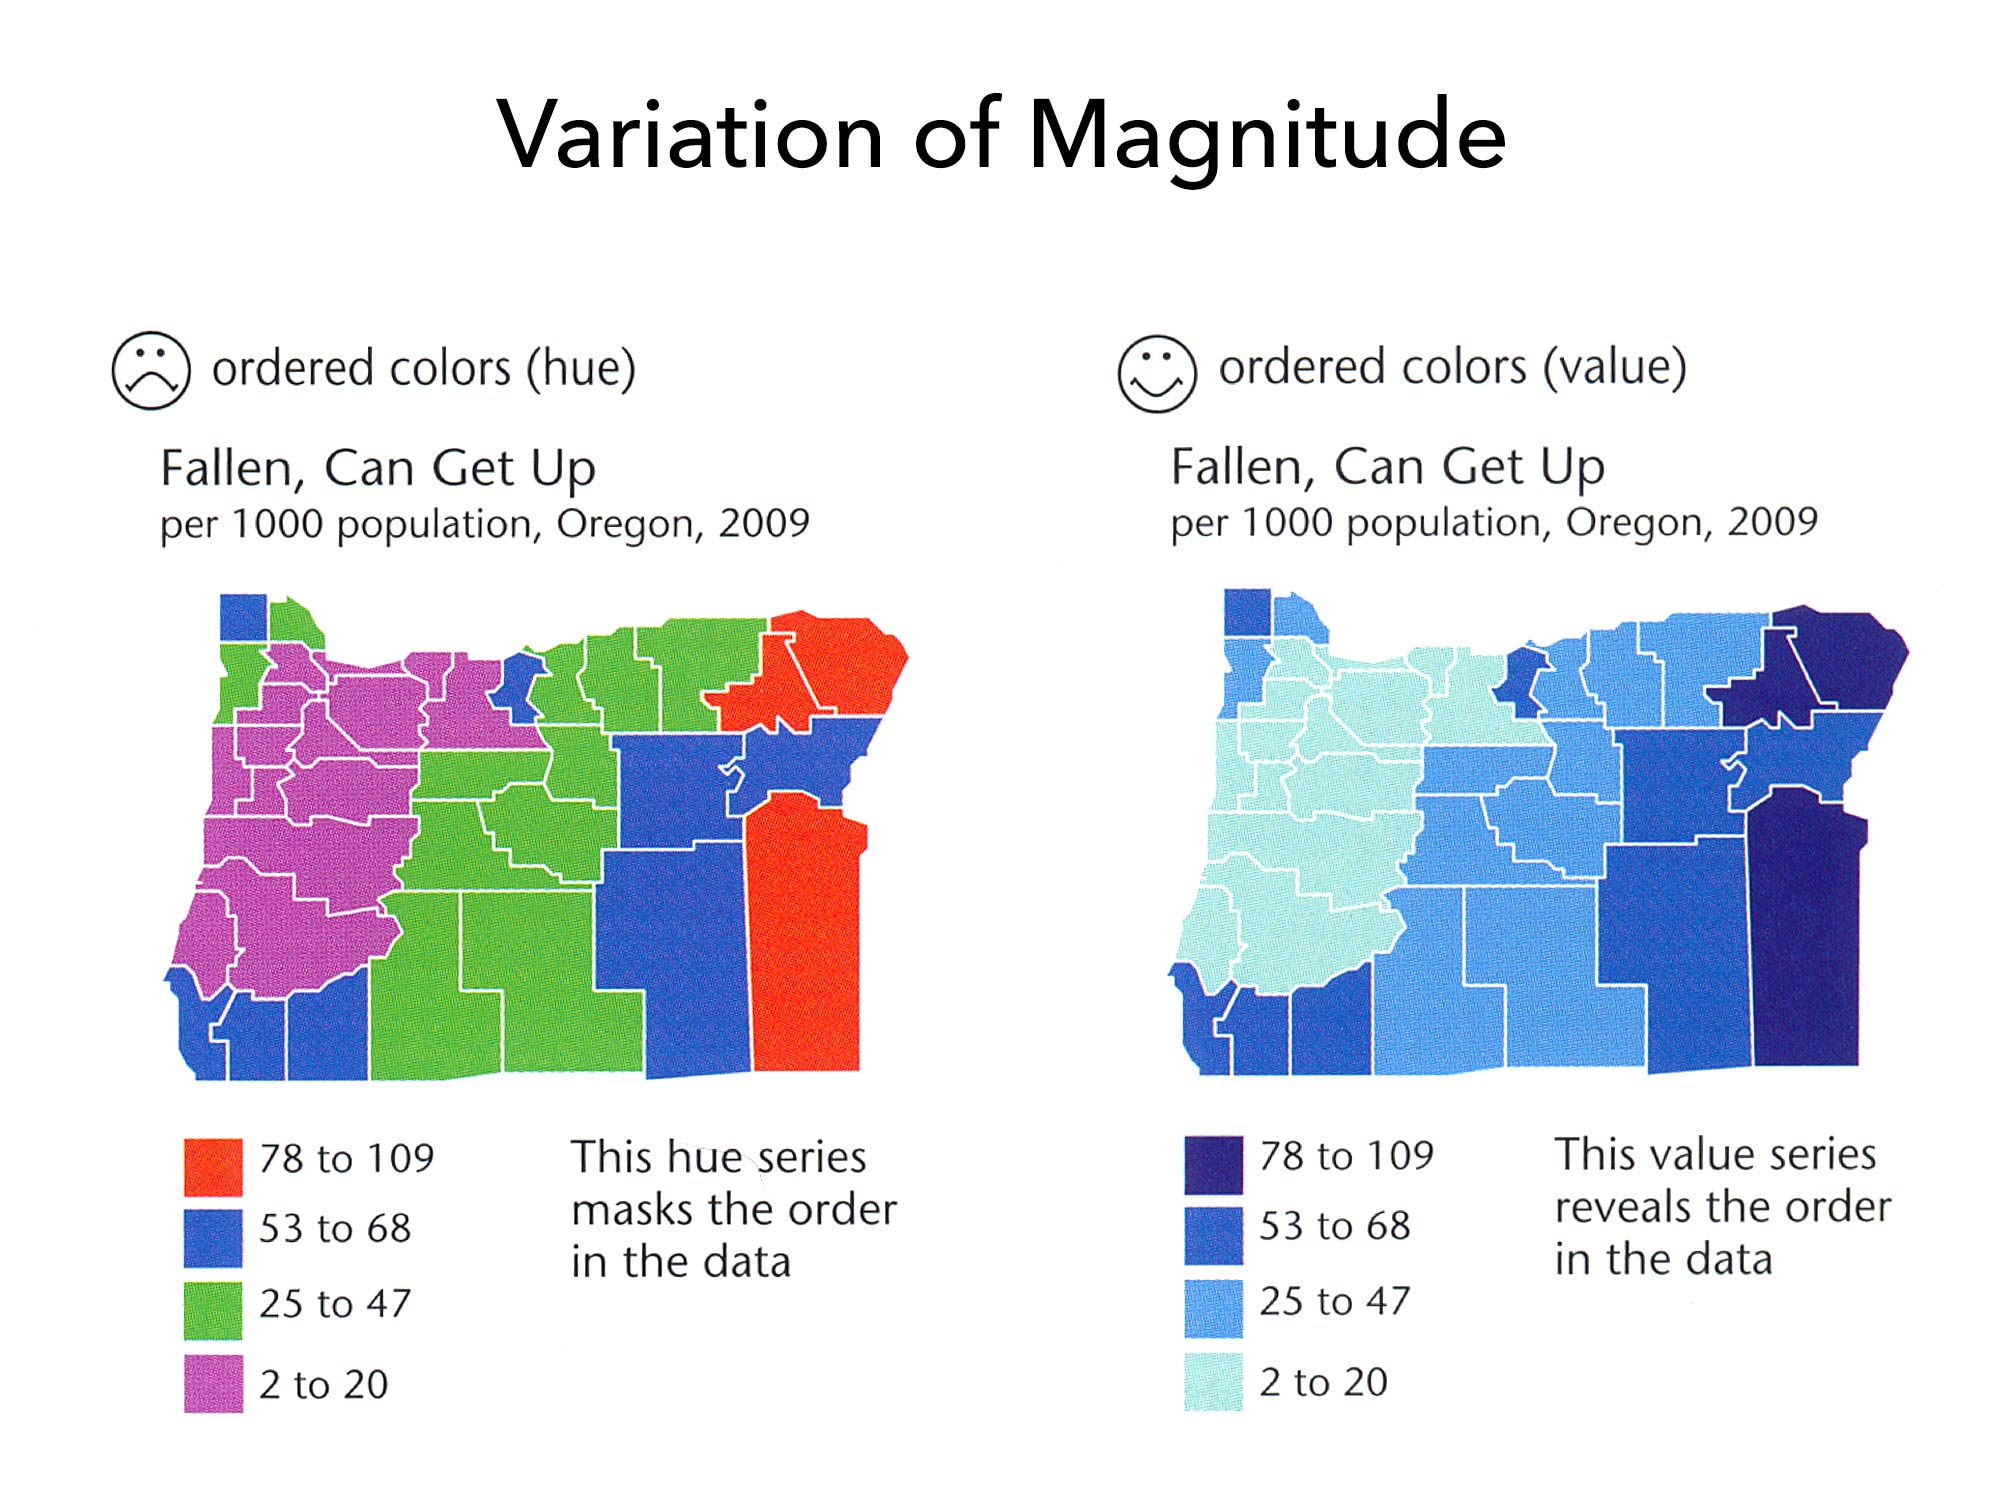 Variation of Magnitude
ordered colors (hue)
Fallen, Can Get Up
per 1000 population, Oregon, 2009
78 to 109
53 to 68
25 to 47
2 to 20
This hue series
masks the order
in the data
ordered colors (value)
Fallen, Can Get Up
per 1000 population, Oregon, 2009
78 to 109
53 to 68
25 to 47
2 to 20
This value series
reveals the order
in the data